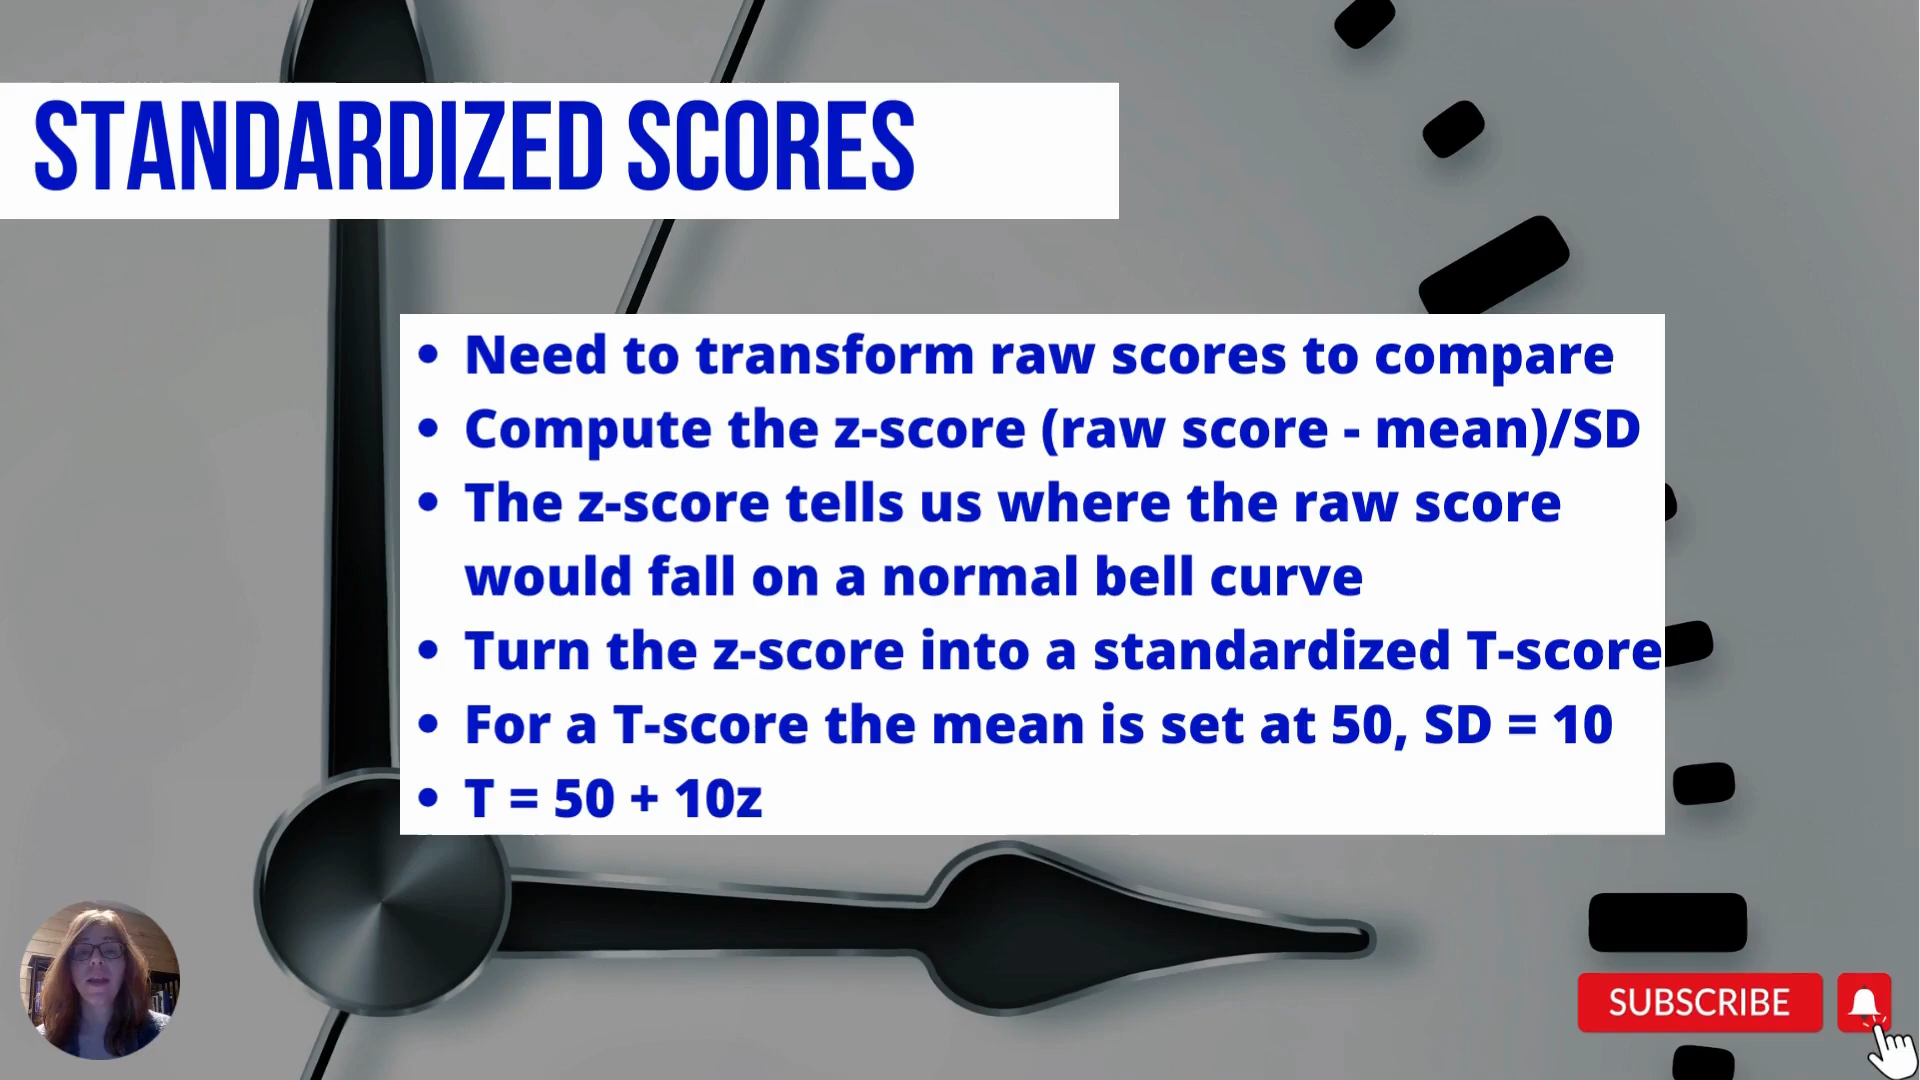 STANDARDIZED SCORES
• Need to transform raw scores to compare
• Compute the z-score (raw score - mean)/SD
• The z-score tells us where the raw score
would fall on a normal bell curve
• Turn the z-score into a standardized T-score
• For a T-score the mean is set at 50, SD = 10
• T = 50 + 10z
SUBSCRIBE